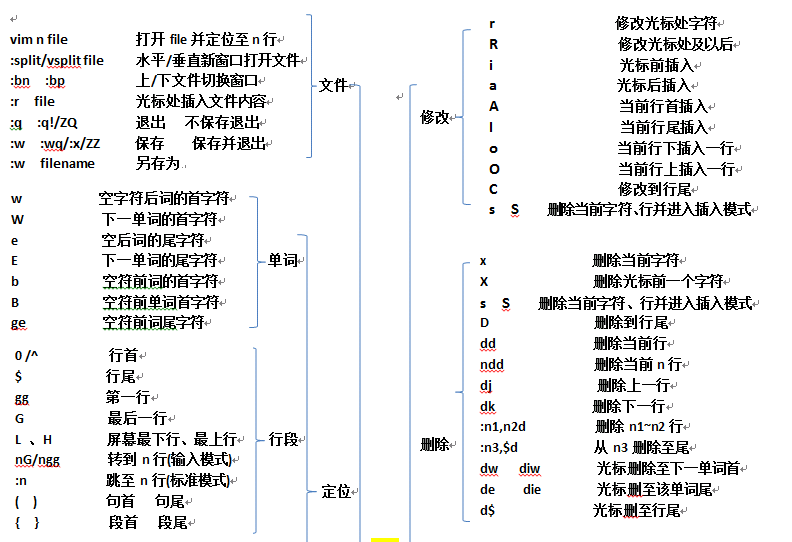 vim n file 打开 file 并定位至 n 行
:split/vsplit file 水平/垂直新窗口打开文件
:bn :bp 上/下文件切换窗口
:r file 光标处插入文件内容
:q :q!/ZQ 退出 不保存退出
:w :wq/:x/ZZ 保存 保存并退出
:w filename 另存为
文件
w 空字符后词的首字符
W 下一单词的首字符
e 空后词的尾字符
E 下一单词的尾字符
b 空符前词的首字符
B 空符前单词首字符
ge 空符前词尾字符
单词
0 /^ 行首
$ 行尾
gg 第一行
G 最后一行
L 、H 屏幕最下行、最上行
nG/ngg 转到 n 行(输入模式)
:n 跳至 n 行(标准模式)
( ) 句首 句尾
{ } 段首 段尾
行段
定位
r 修改光标处字符
R 修改光标处及以后
i 光标前插入
a 光标后插入
A 当前行首插入
I 当前行尾插入
o 当前行下插入一行
O 当前行上插入一行
C 修改到行尾
s S 删除当前字符、行并进入插入模式
修改
x 删除当前字符
X 删除光标前一个字符
s S 删除当前字符、行并进入插入模式
D 删除到行尾
dd 删除当前行
ndd 删除当前 n 行
dj 删除上一行
dk 删除下一行
:n1,n2d 删除 n1~n2 行
:n3,$d 从 n3 删除至尾
dw diw 光标删除至下一单词首
de die 光标删至该单词尾
d$ 光标删至行尾
删除